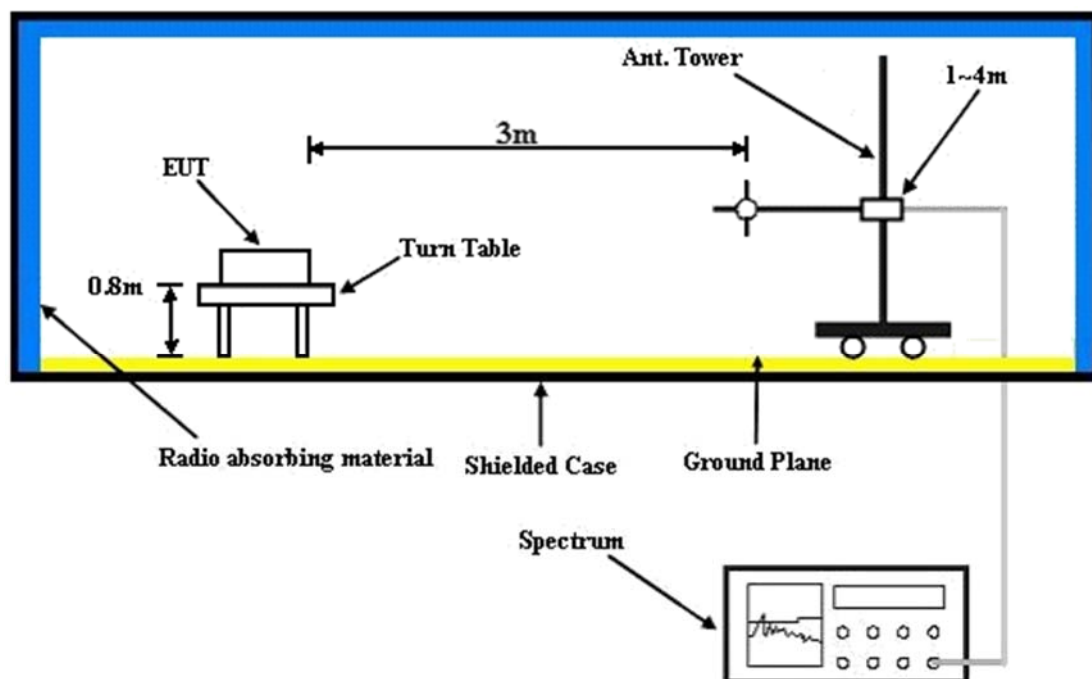 Ant. Tower
1~4m
3m
EUT
Turn Table
0.8m
Radio absorbing material
Shielded Case
Ground Plane
Spectrum